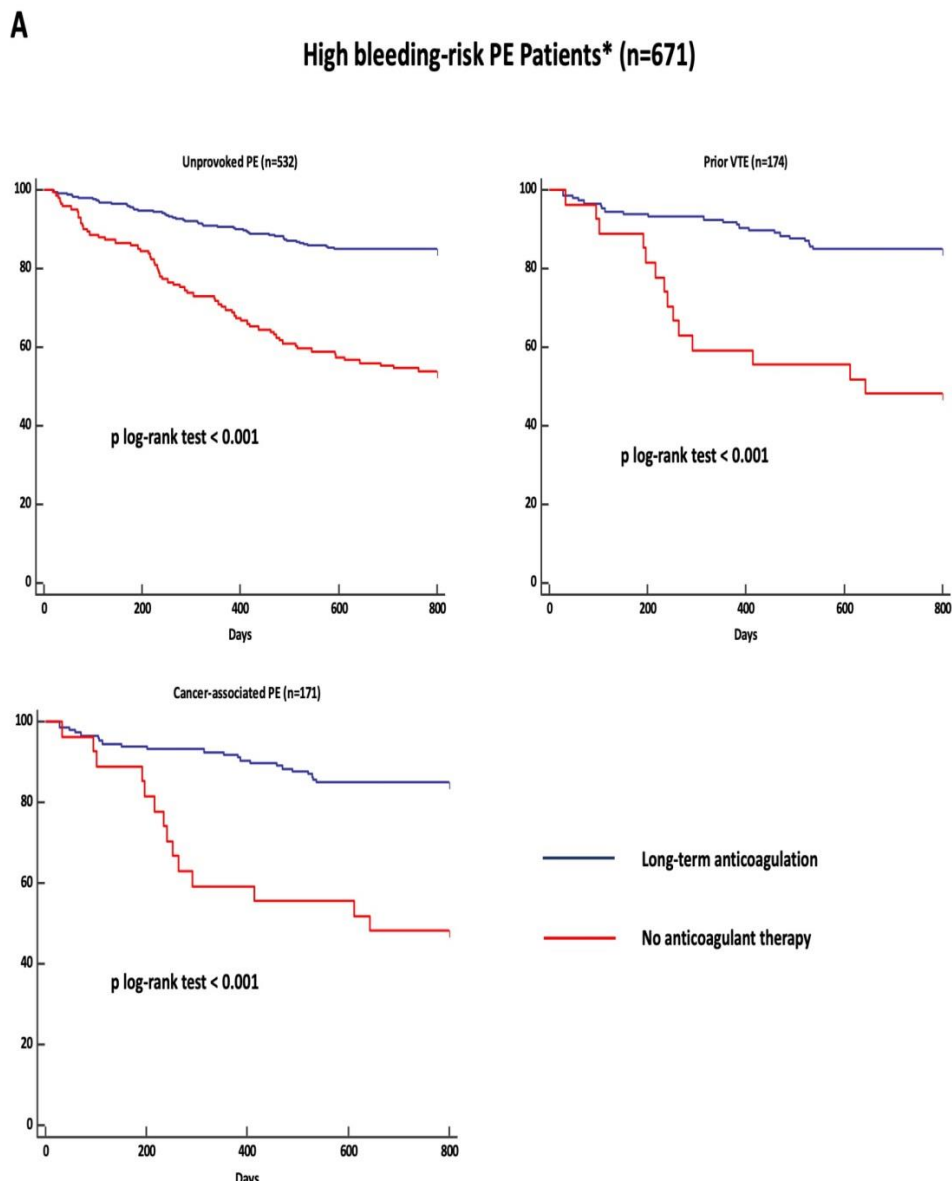 A
High bleeding-risk PE Patients* (n=671)
Unprovoked PE (n=532)
100
80
60
40
20
0
p log-rank test < 0.001
0 200 400 600 800
Days
Prior VTE (n=174)
100
80
60
40
20
0
p log-rank test < 0.001
0 200 400 600 800
Days
Cancer-associated PE (n=171)
100
80
60
40
20
0
p log-rank test < 0.001
0 200 400 600 800
Days
Long-term anticoagulation
No anticoagulant therapy